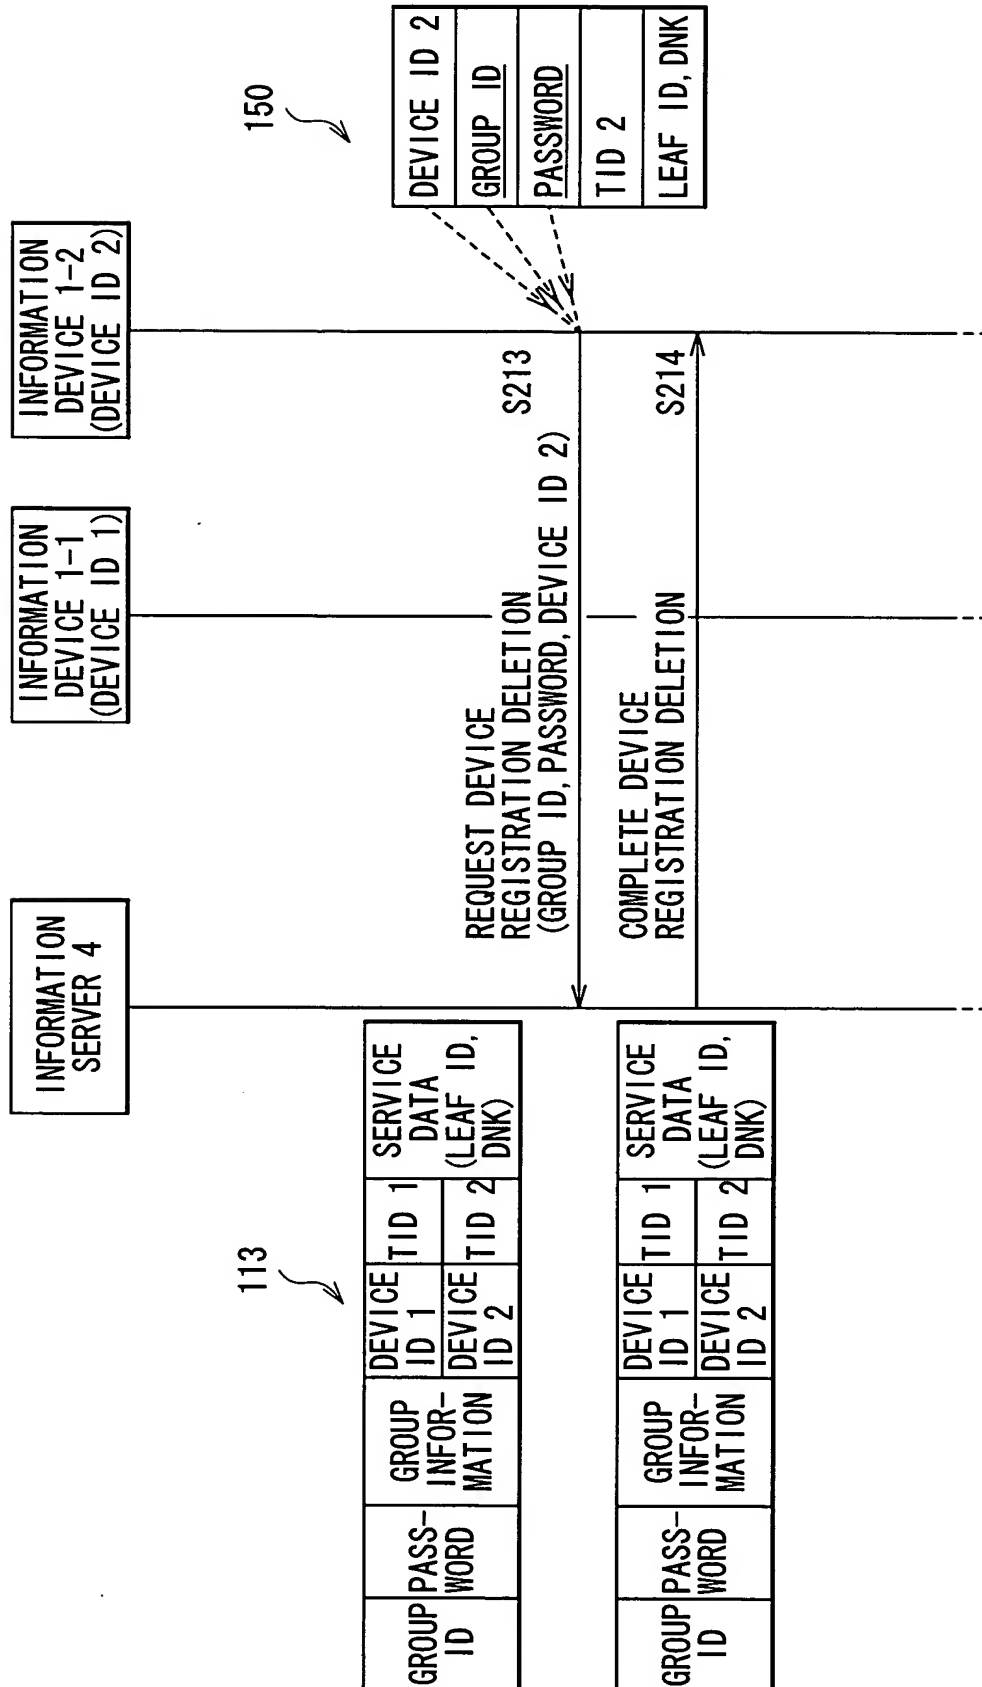 INFORMATION
SERVER 4
INFORMATION
DEVICE 1-1
(DEVICE ID 1)
INFORMATION
DEVICE 1-2
(DEVICE ID 2)
113
GROUP
ID
PASS-
WORD
GROUP
INFOR-
MATION
DEVICE
ID 1
TID 1
DEVICE
ID 2
TID 2
SERVICE
DATA
(LEAF ID,
DNK)
150
DEVICE ID 2
GROUP ID
PASSWORD
TID 2
LEAF ID, DNK
REQUEST DEVICE
REGISTRATION DELETION
(GROUP ID, PASSWORD, DEVICE ID 2)
S213
GROUP
ID
PASS-
WORD
GROUP
INFOR-
MATION
DEVICE
ID 1
TID 1
DEVICE
ID 2
TID 2
SERVICE
DATA
(LEAF ID,
DNK)
COMPLETE DEVICE
REGISTRATION DELETION
S214